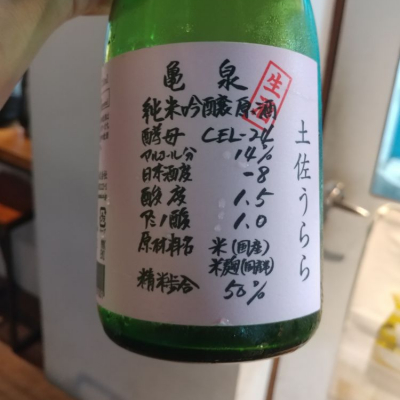 亀泉
生酒
純米吟醸原酒
酵母 CEL-24
アルコール分 14%
日本酒度 -8
酸度 1.5
アミノ酸 1.0
原材料名 米(国産)
米麹(国産米)
精米歩合 50%
土佐うらら